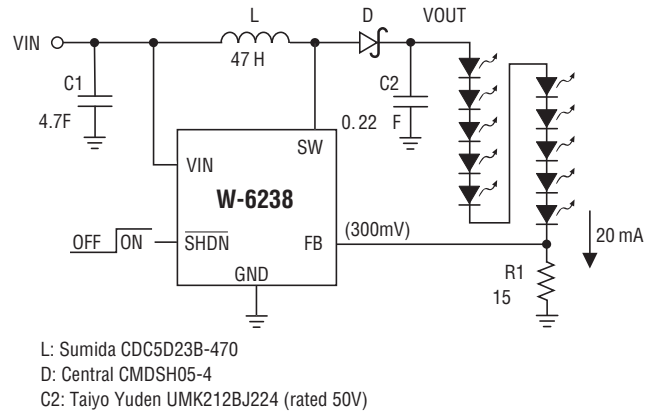 L
D
VOUT
VIN
47 H
C1
C2
4.7F
0.22 F
SW
VIN
W-6238
OFF ON
SHDN
FB
(300mV)
20 mA
GND
R1
15
L: Sumida CDC5D23B-470
D: Central CMDSH05-4
C2: Taiyo Yuden UMK212BJ224 (rated 50V)